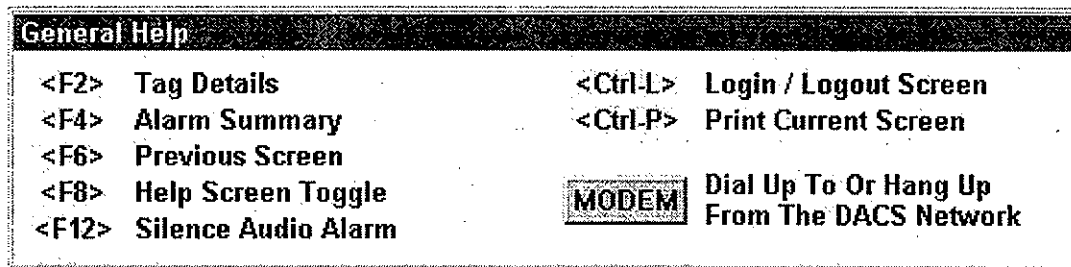 General Help
<F2> Tag Details
<F4> Alarm Summary
<F6> Previous Screen
<F8> Help Screen Toggle
<F12> Silence Audio Alarm
<Ctrl-L> Login / Logout Screen
<Ctrl-P> Print Current Screen
MODEM Dial Up To Or Hang Up
From The DACS Network